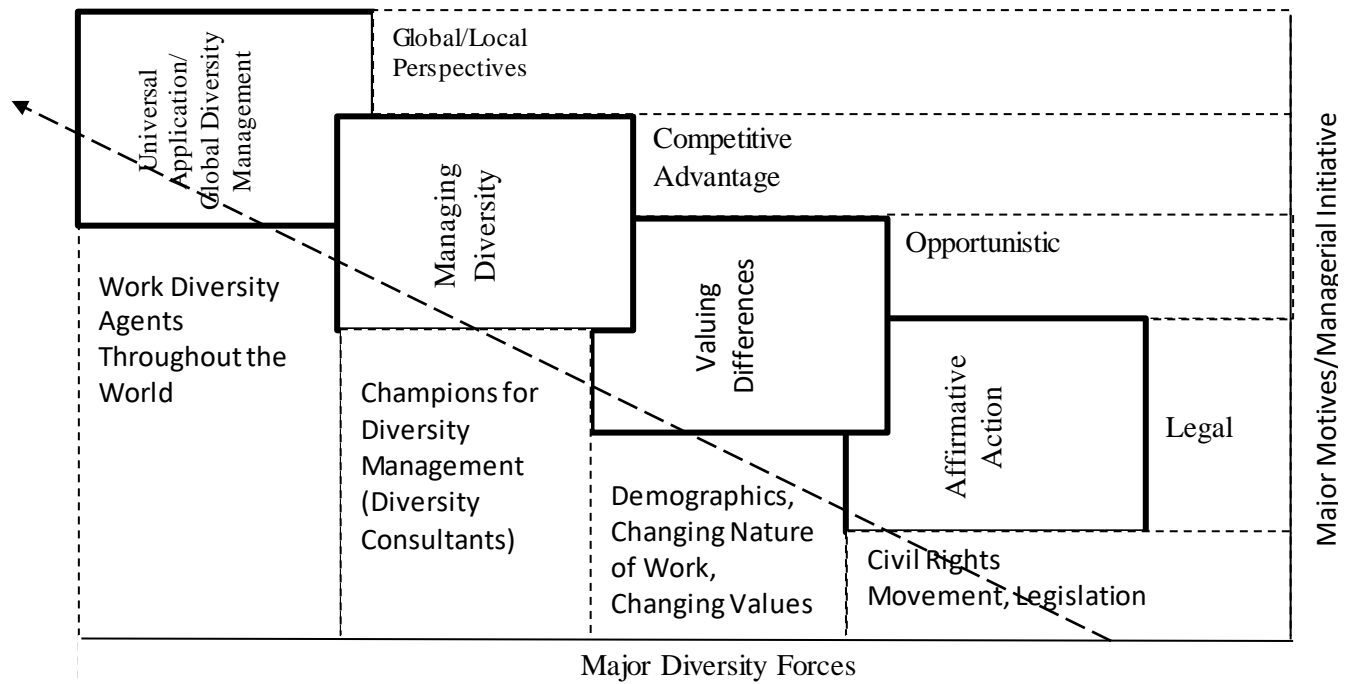 Global/Local
Perspectives
Universal
Application/
Global Diversity
Management
Competitive
Advantage
Managing
Diversity
Opportunistic
Valuing
Differences
Legal
Affirmative
Action
Work Diversity
Agents
Throughout the
World
Champions for
Diversity
Management
(Diversity
Consultants)
Demographics,
Changing Nature
of Work,
Changing Values
Civil Rights
Movement, Legislation
Major Diversity Forces
Major Motives/Managerial Initiative